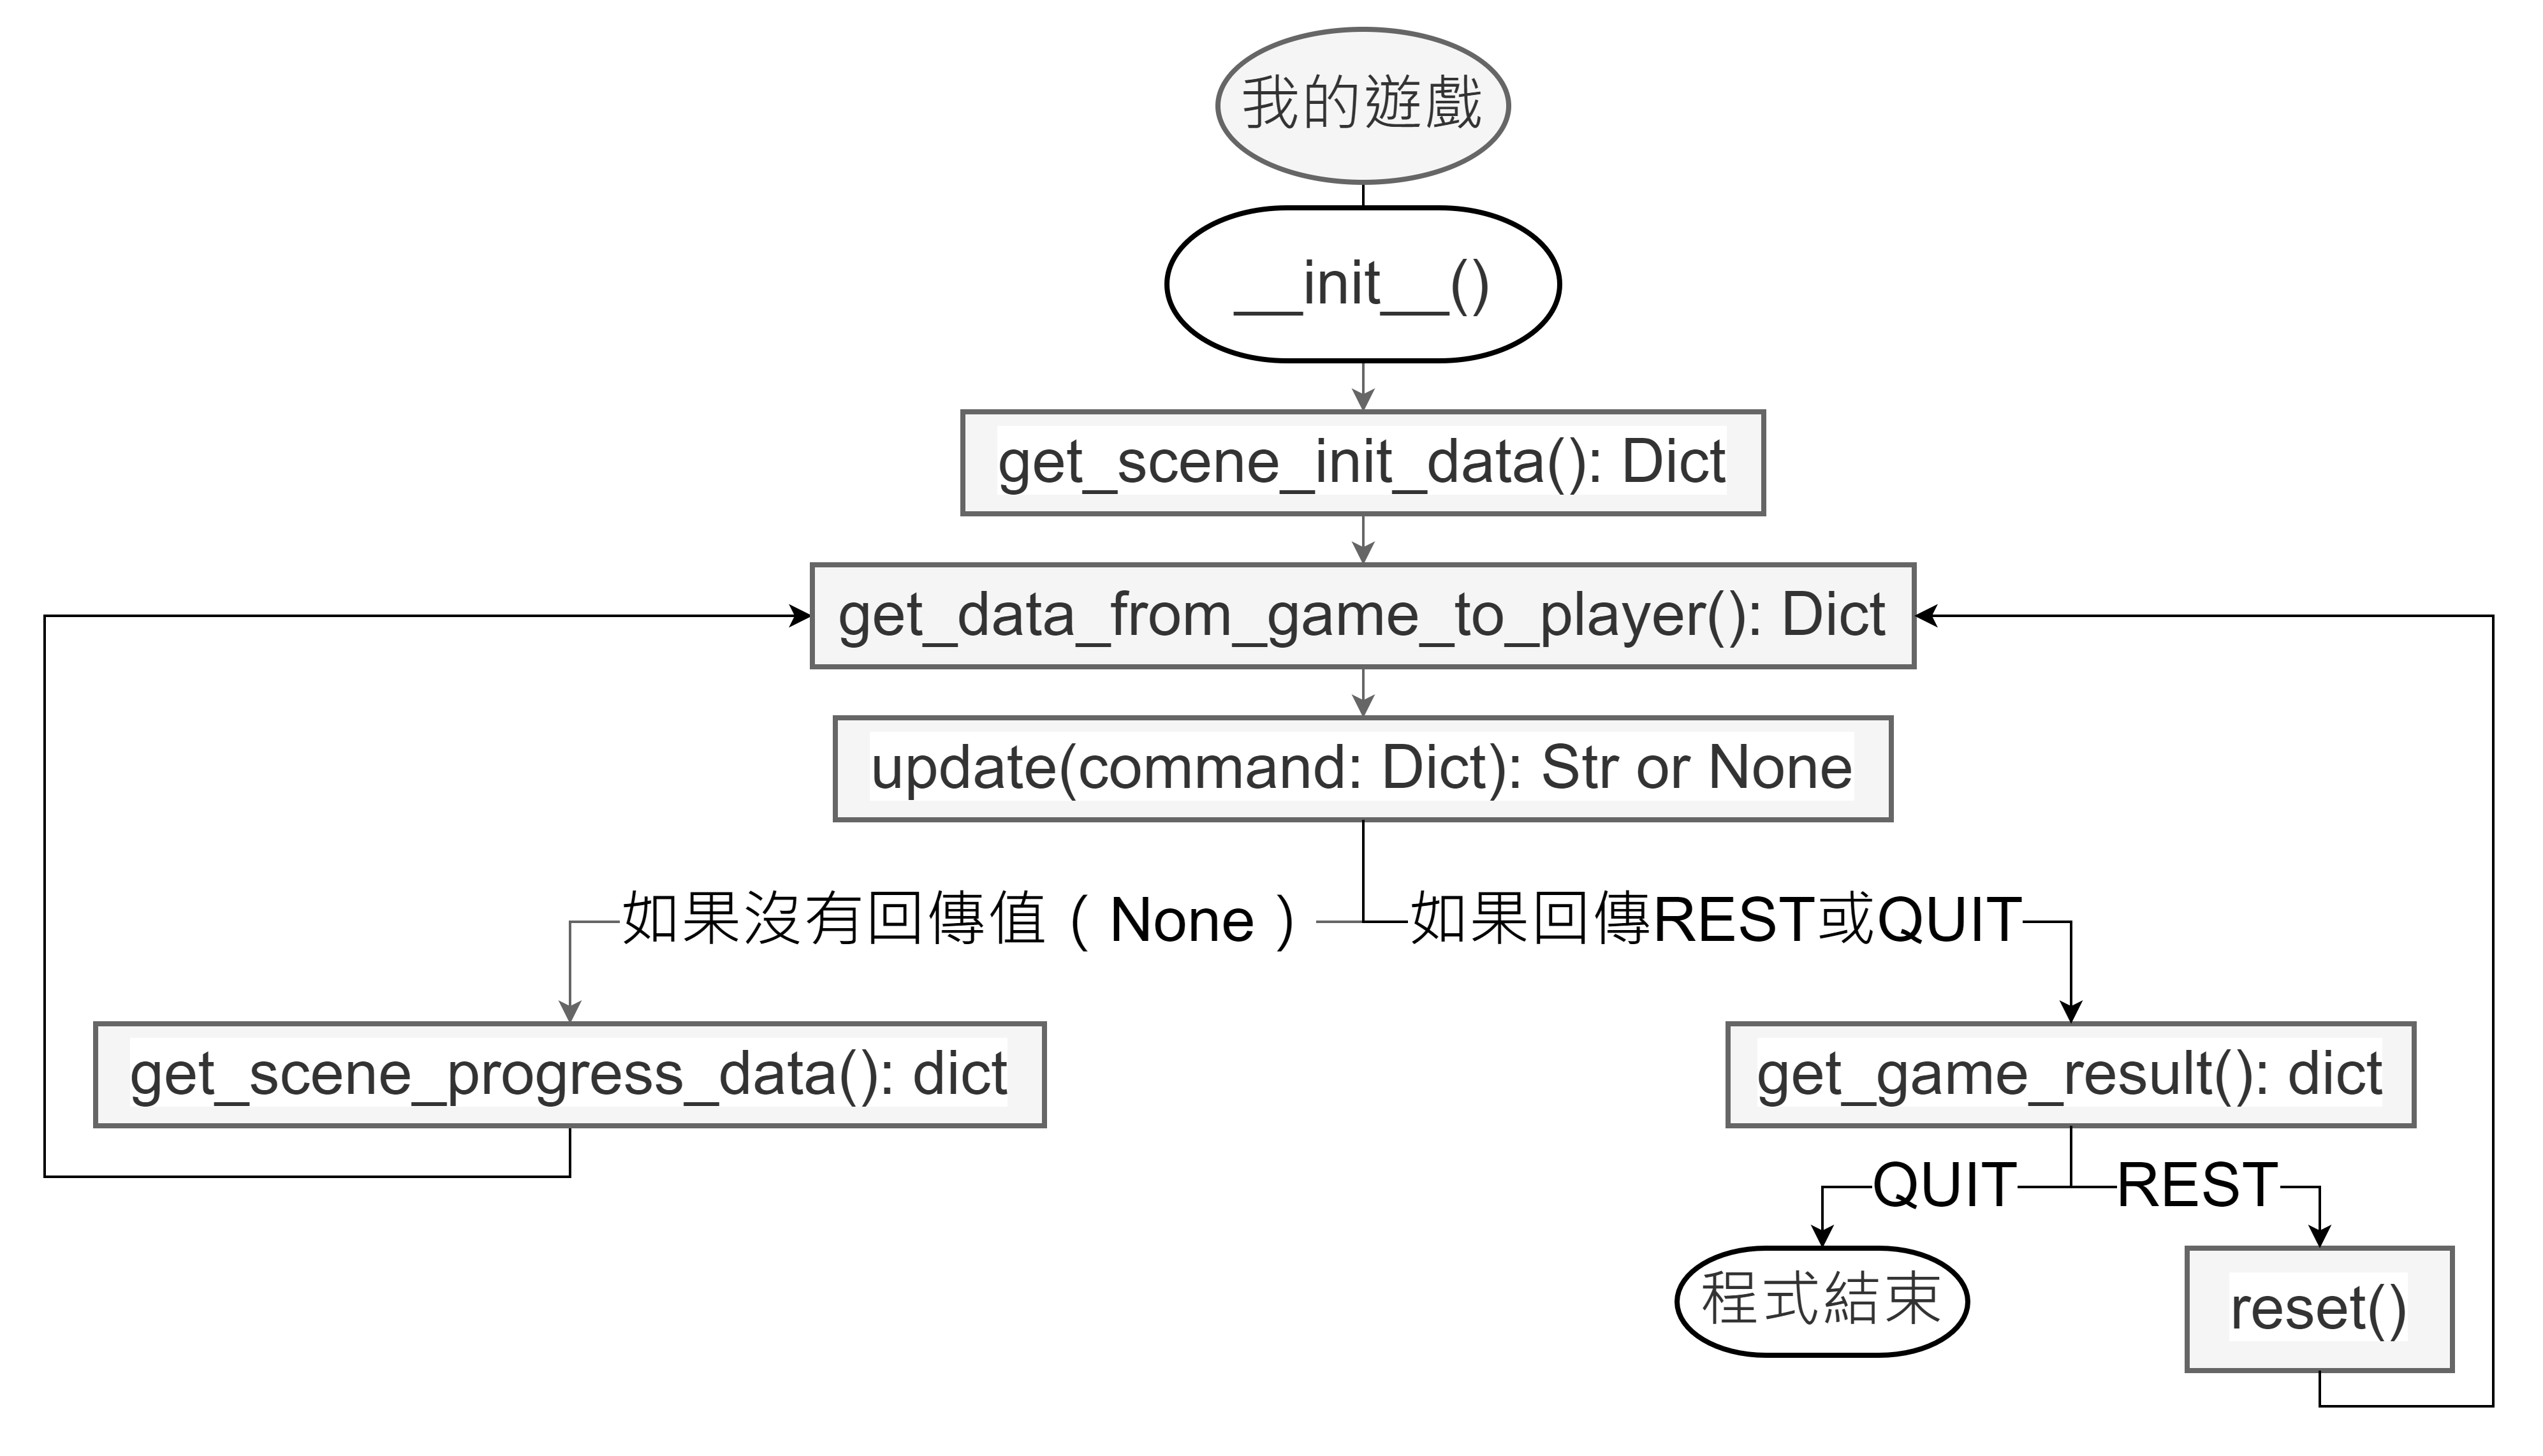 我的遊戲
__init__()
get_scene_init_data(): Dict
get_data_from_game_to_player(): Dict
update(command: Dict): Str or None
如果沒有回傳值（None）
如果回傳REST或QUIT
get_scene_progress_data(): dict
get_game_result(): dict
QUIT
REST
程式結束
reset()